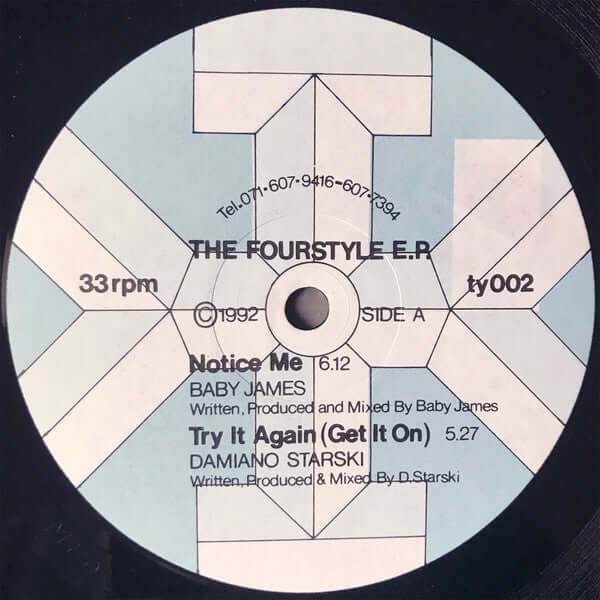 Tel.071-607-9416-607-7394
THE FOURSTYLE E.P.
33rpm
ty002
©1992
SIDE A
Notice Me 6.12
BABY JAMES
Written, Produced and Mixed By Baby James
Try It Again (Get It On) 5.27
DAMIANO STARSKI
Written, Produced & Mixed By D.Starski